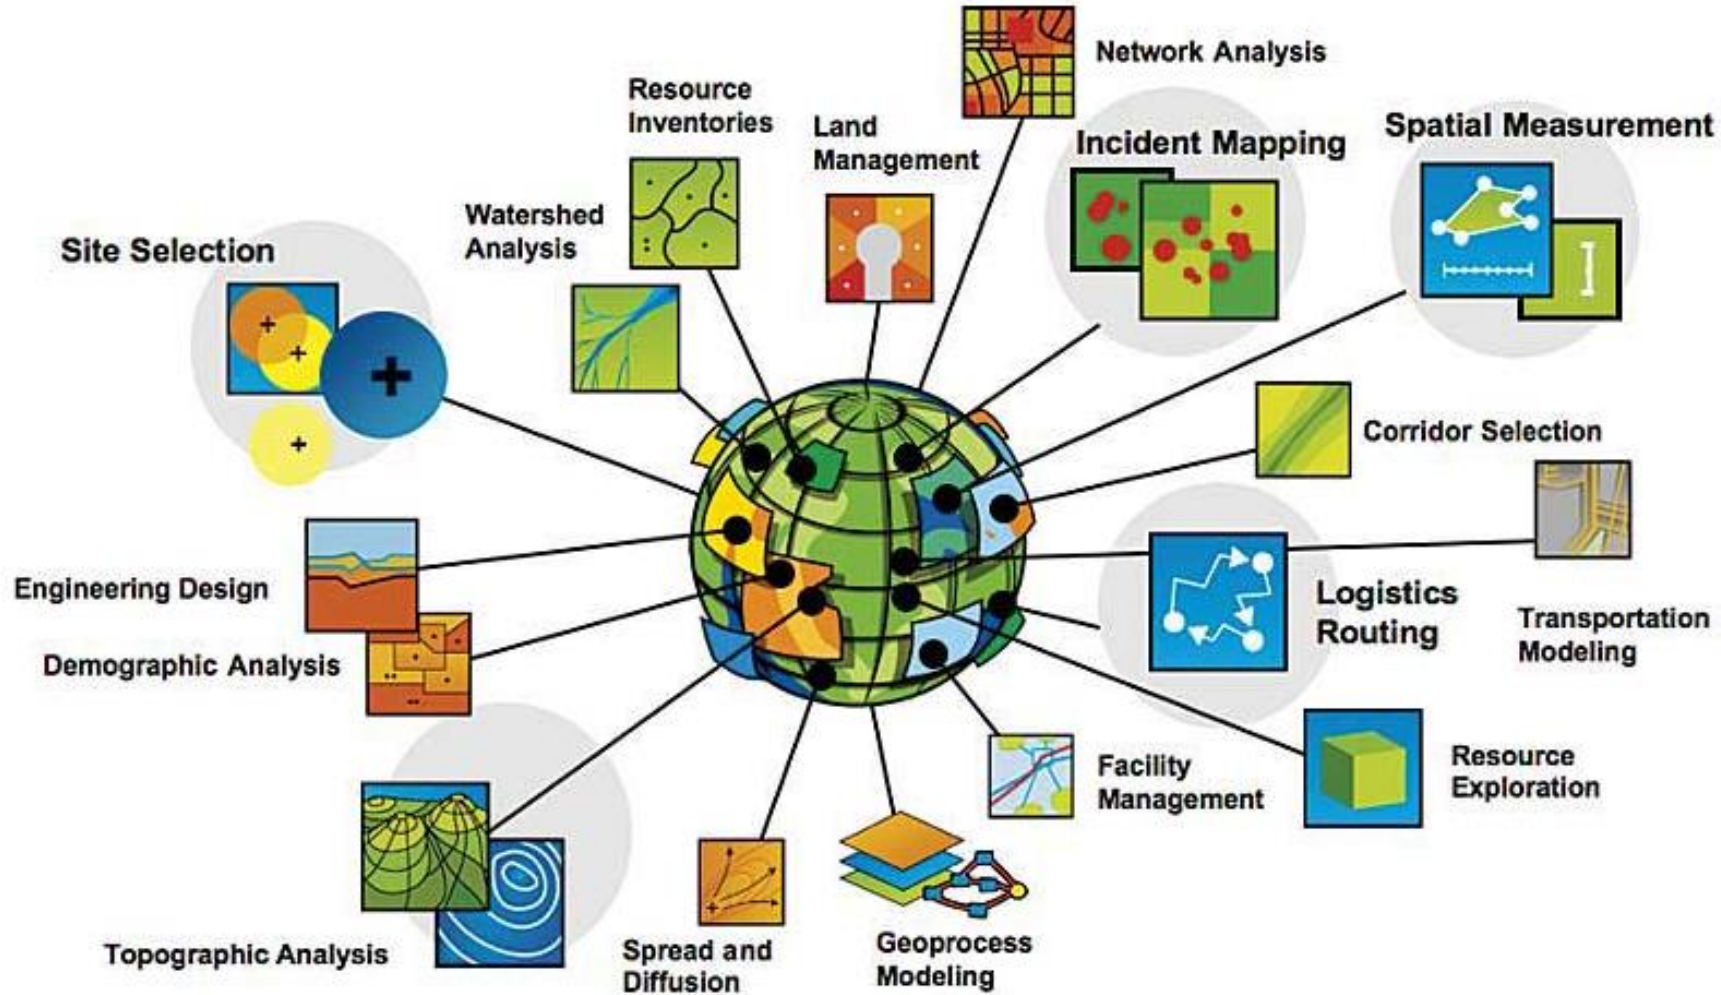 Network Analysis
Resource
Inventories
Land
Management
Incident Mapping
Spatial Measurement
Watershed
Analysis
Site Selection
Corridor Selection
Engineering Design
Logistics
Routing
Transportation
Modeling
Demographic Analysis
Facility
Management
Resource
Exploration
Topographic Analysis
Spread and
Diffusion
Geoprocess
Modeling